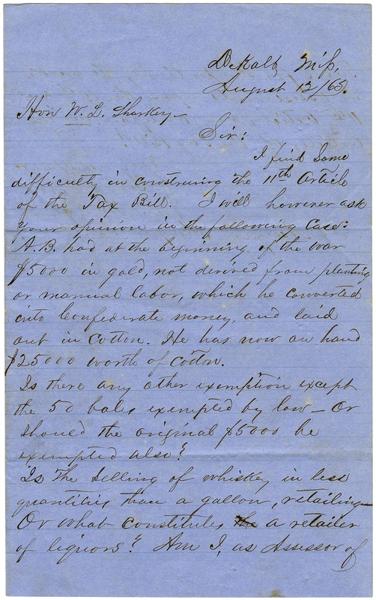 DeKalb, Miss,
August 12/65.
Hon W. L. Sharkey—
Sir:
I find some
difficulty in construing the 11th Article
of the Tax Bill. I will however ask
your opinion in the following Case:
A.B. had at the beginning of the war
$5000 in gold, not derived from planting
or manual labor, which he converted
into Confederate money, and laid
out in Cotton. He has now on hand
$25000 worth of Cotton.
Is there any other exemption except
the 50 bales exempted by law— Or
should the original $5000 be
exempted also?
Is the selling of whiskey in less
quantities than a gallon, retailing—
Or what constitutes a retailer
of liquors? Am I, as Assessor of